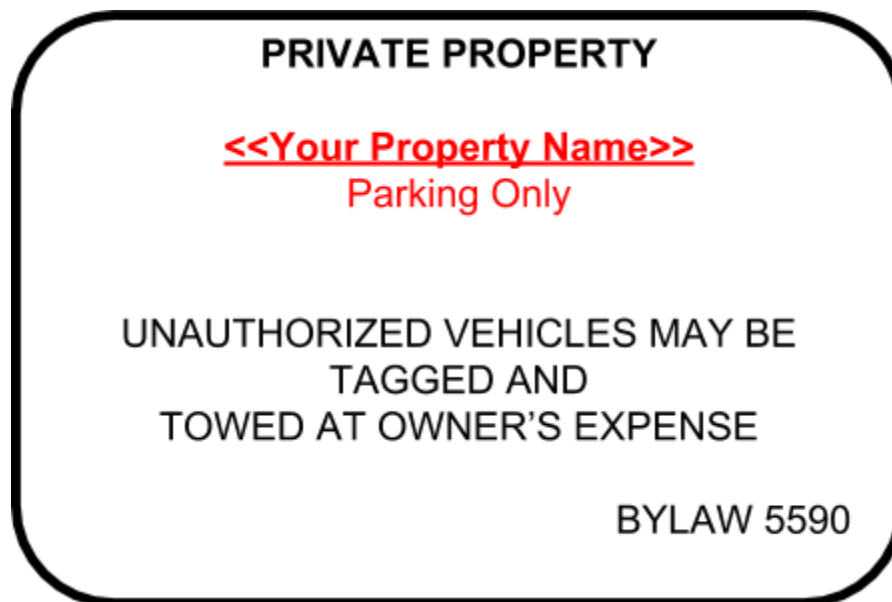 PRIVATE PROPERTY
<<Your Property Name>>
Parking Only
UNAUTHORIZED VEHICLES MAY BE
TAGGED AND
TOWED AT OWNER’S EXPENSE
BYLAW 5590